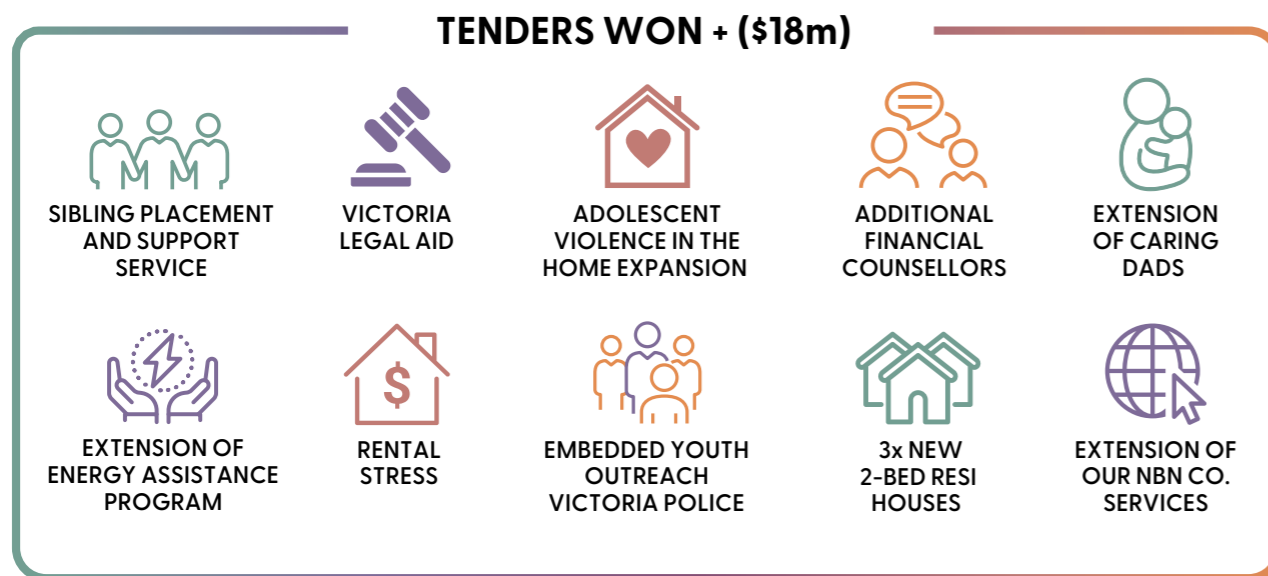 TENDERS WON + ($18m)
SIBLING PLACEMENT
AND SUPPORT
SERVICE
VICTORIA
LEGAL AID
ADOLESCENT
VIOLENCE IN THE
HOME EXPANSION
ADDITIONAL
FINANCIAL
COUNSELLORS
EXTENSION
OF CARING
DADS
EXTENSION OF
ENERGY ASSISTANCE
PROGRAM
$
RENTAL
STRESS
EMBEDDED YOUTH
OUTREACH
VICTORIA POLICE
3x NEW
2-BED RESI
HOUSES
EXTENSION OF
OUR NBN CO.
SERVICES